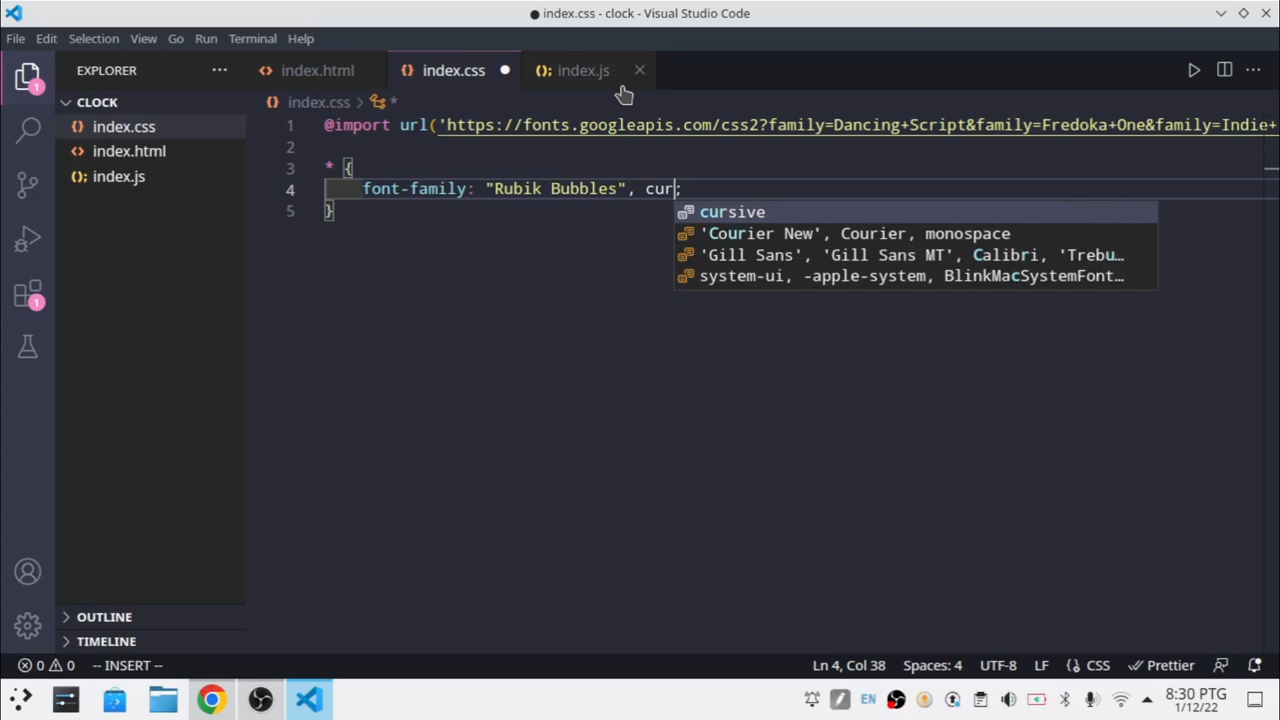 index.css - clock - Visual Studio Code
File Edit Selection View Go Run Terminal Help
EXPLORER
index.html
index.css
index.js
CLOCK
index.css > *
index.css
index.html
index.js
1 @import url('https://fonts.googleapis.com/css2?family=Dancing+Script&family=Fredoka+One&family=Indie+
2
3 * {
4 font-family: "Rubik Bubbles", cur;
5 }
cursive
'Courier New', Courier, monospace
'Gill Sans', 'Gill Sans MT', Calibri, 'Trebu…
system-ui, -apple-system, BlinkMacSystemFont…
1
1
OUTLINE
TIMELINE
0 0 -- INSERT -- Ln 4, Col 38 Spaces: 4 UTF-8 LF CSS Prettier
EN
8:30 PTG
1/12/22